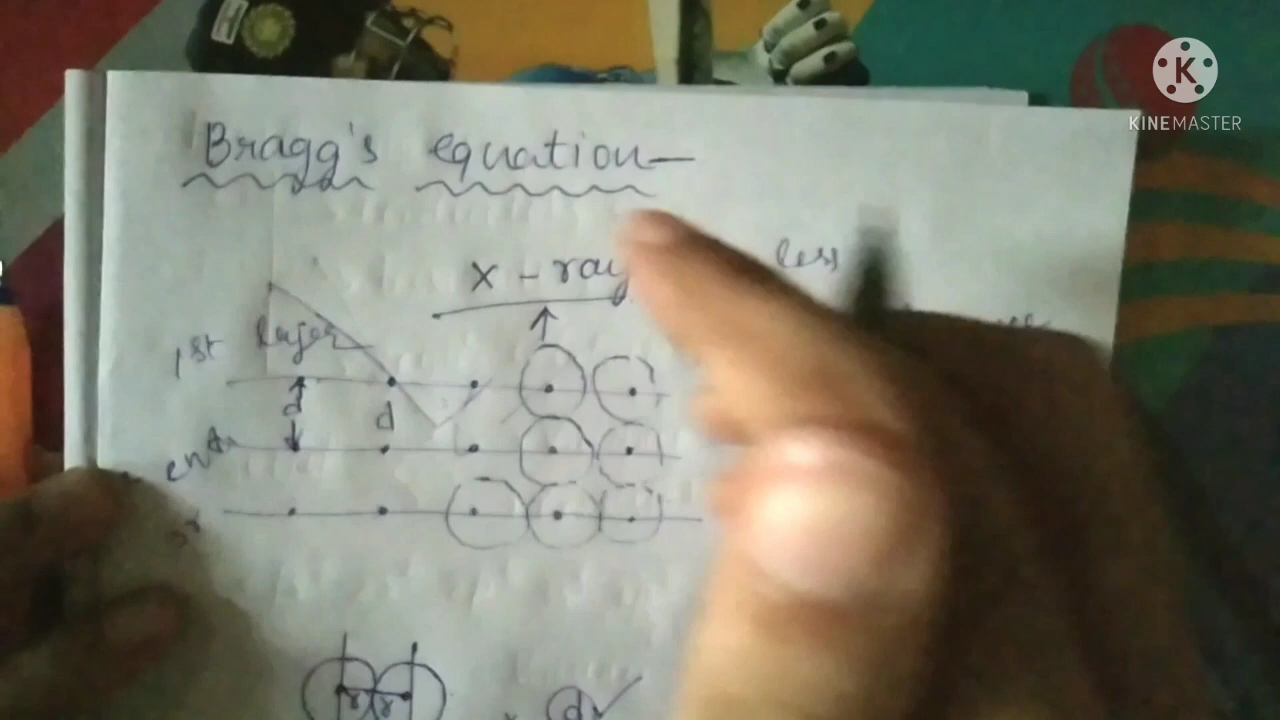 KINEMASTER
Bragg's equation—
X - ray less
1st layer
d
d
r r
d